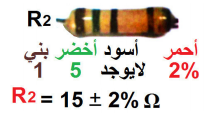 R2
بني أخضر أسود أحمر
1 5 لايوجد 2%
R2 = 15 ± 2% Ω